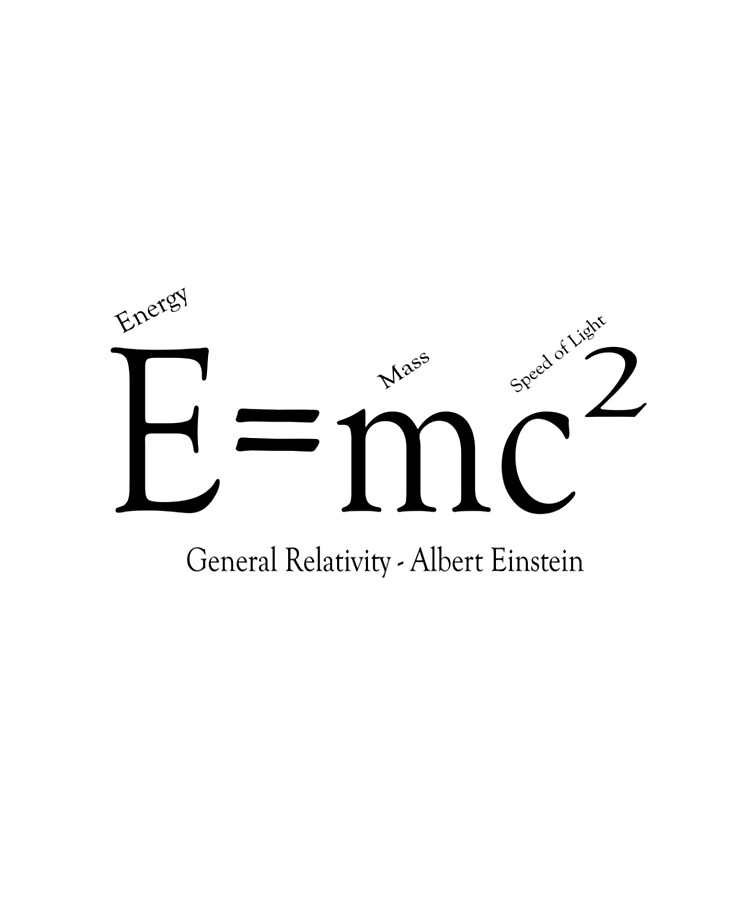 Energy
Mass
Speed of Light
E=mc²
General Relativity - Albert Einstein